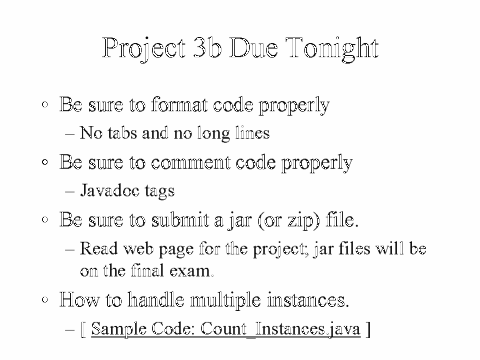 Project 3b Due Tonight
• Be sure to format code properly
– No tabs and no long lines
• Be sure to comment code properly
– Javadoc tags
• Be sure to submit a jar (or zip) file.
– Read web page for the project; jar files will be
on the final exam.
• How to handle multiple instances.
– [ Sample Code: Count_Instances.java ]